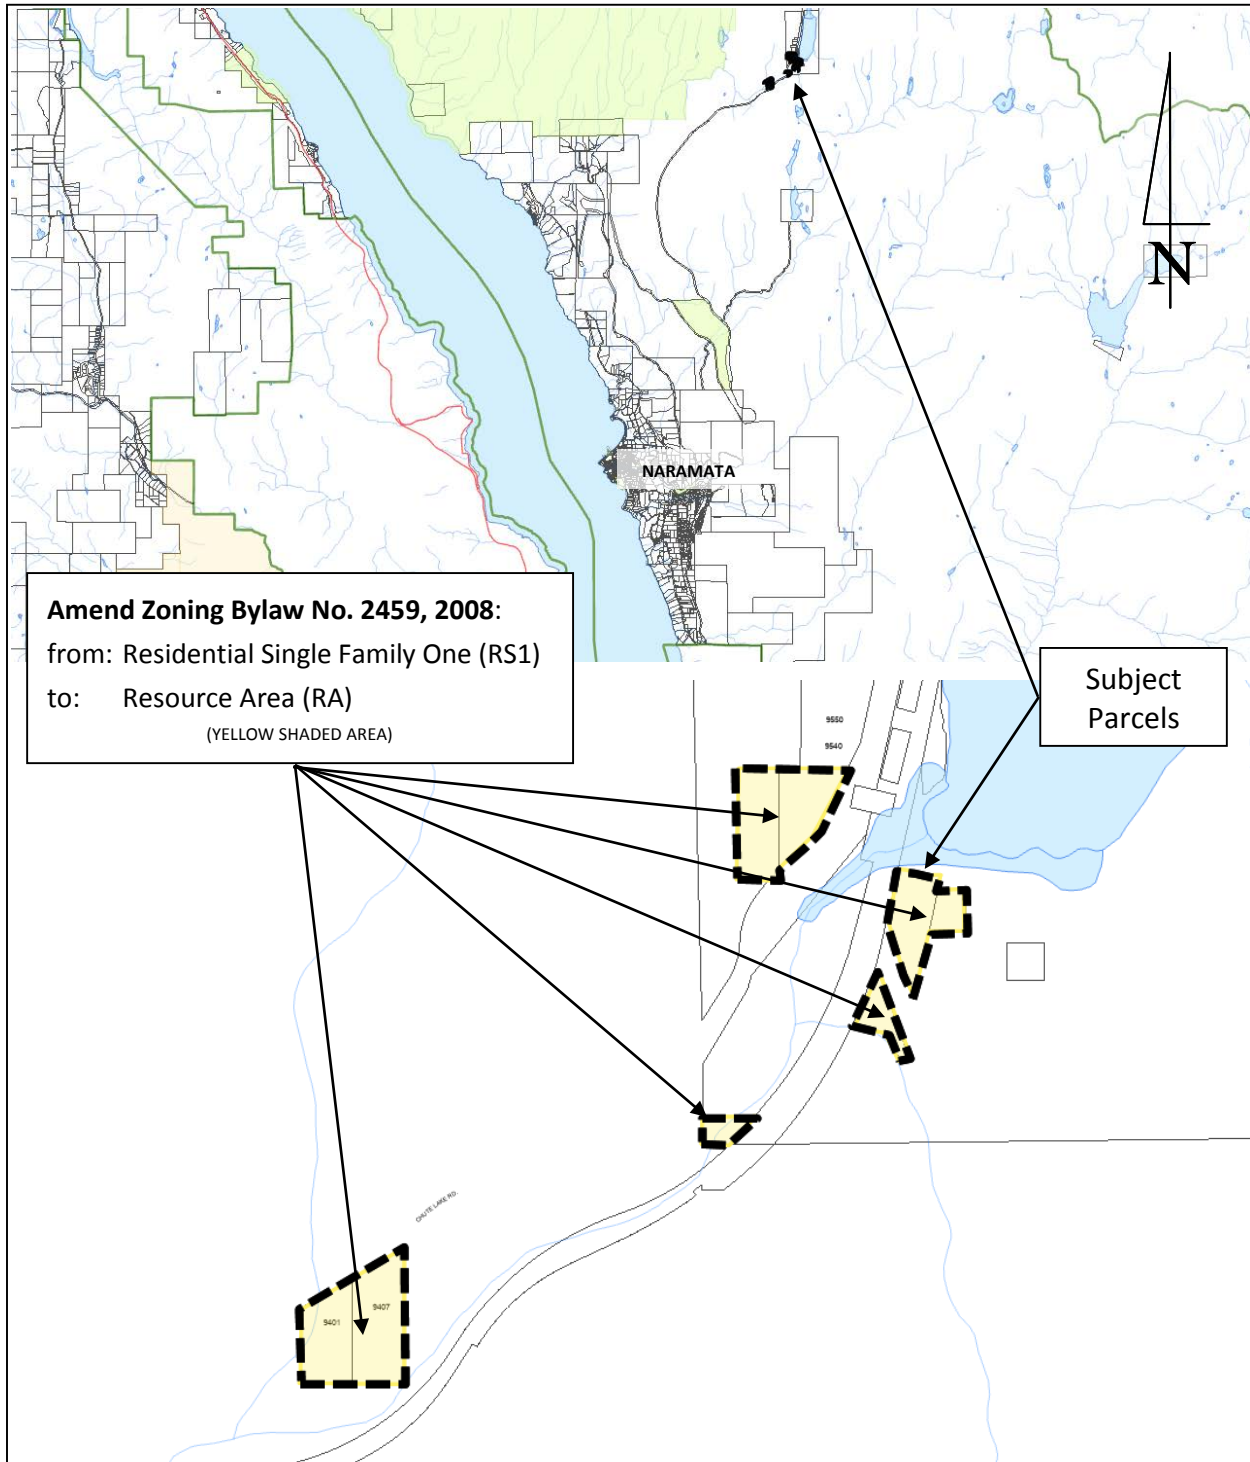 N
NARAMATA
Amend Zoning Bylaw No. 2459, 2008:
from: Residential Single Family One (RS1)
to: Resource Area (RA)
(YELLOW SHADED AREA)
Subject
Parcels
9550
9540
CHUTE LAKE RD.
9407
9401